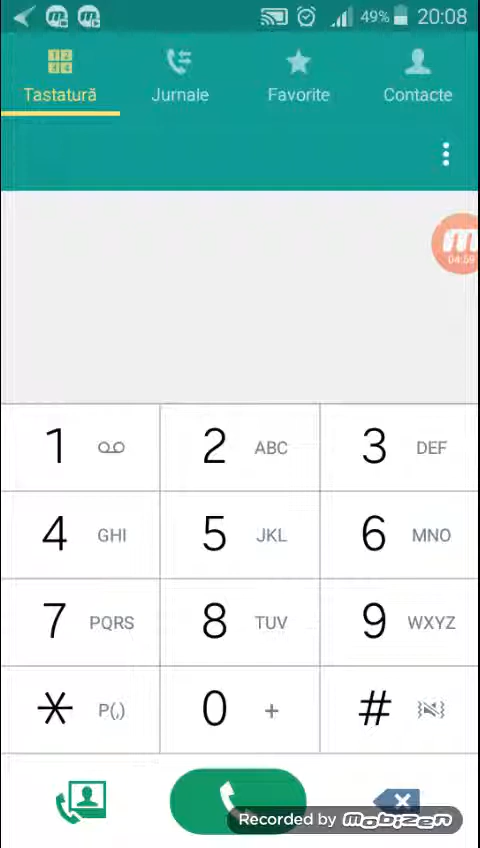 49% 20:08
Tastatură Jurnale Favorite Contacte
04:59
1 2 ABC 3 DEF
4 GHI 5 JKL 6 MNO
7 PQRS 8 TUV 9 WXYZ
* P(,) 0 + #
Recorded by mobizen